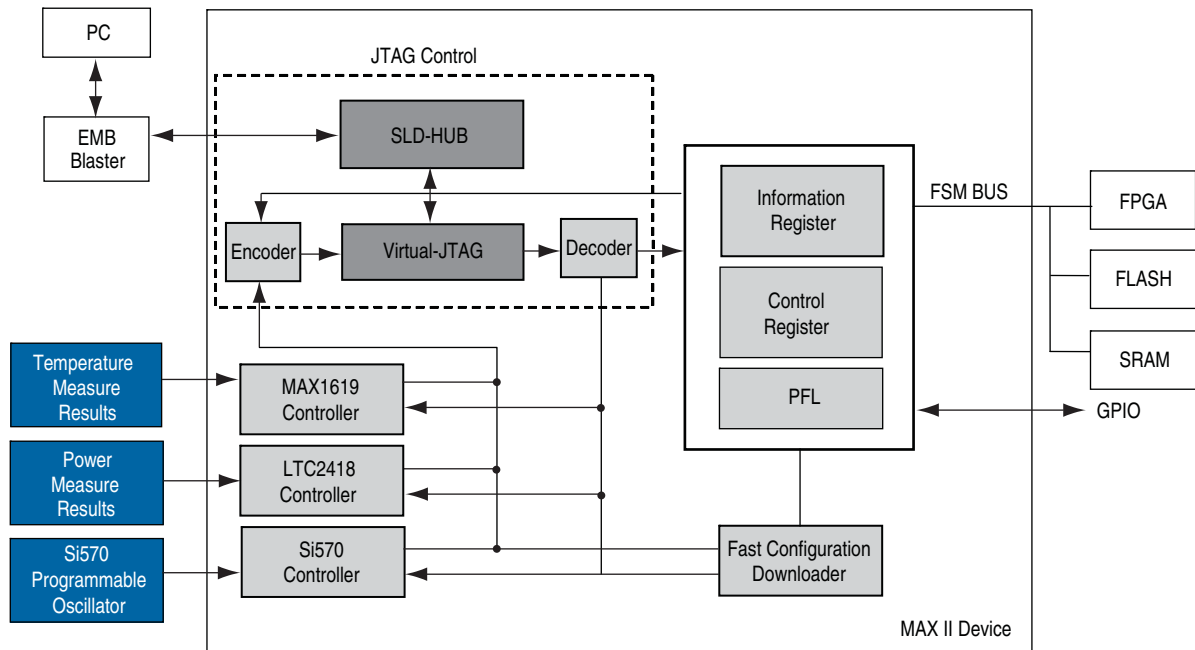 PC
JTAG Control
EMB
Blaster
SLD-HUB
Encoder
Virtual-JTAG
Decoder
Information
Register
Control
Register
PFL
FSM BUS
FPGA
FLASH
SRAM
GPIO
Temperature
Measure
Results
MAX1619
Controller
Power
Measure
Results
LTC2418
Controller
Si570
Programmable
Oscillator
Si570
Controller
Fast Configuration
Downloader
MAX II Device